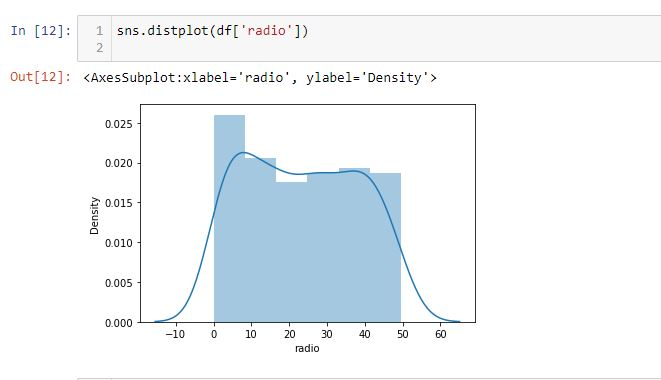 In [12]:
1 sns.distplot(df['radio'])
2
Out[12]: <AxesSubplot:xlabel='radio', ylabel='Density'>
0.025
0.020
0.015
0.010
0.005
0.000
Density
−10 0 10 20 30 40 50 60
radio